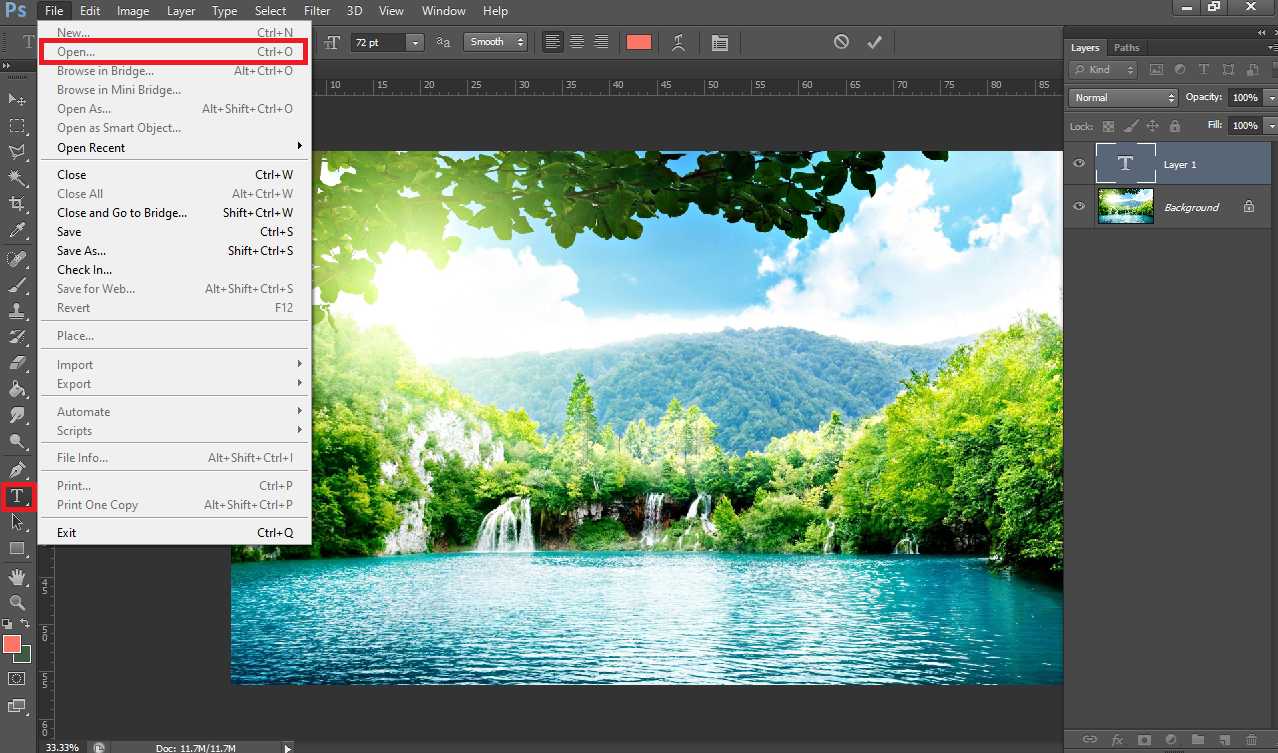 Ps File Edit Image Layer Type Select Filter 3D View Window Help
T 72 pt aa Smooth
New... Ctrl+N
Open... Ctrl+O
Browse in Bridge... Alt+Ctrl+O
Browse in Mini Bridge...
Open As... Alt+Shift+Ctrl+O
Open as Smart Object...
Open Recent
Close Ctrl+W
Close All Alt+Ctrl+W
Close and Go to Bridge... Shift+Ctrl+W
Save Ctrl+S
Save As... Shift+Ctrl+S
Check In...
Save for Web... Alt+Shift+Ctrl+S
Revert F12
Place...
Import
Export
Automate
Scripts
File Info... Alt+Shift+Ctrl+I
Print... Ctrl+P
Print One Copy Alt+Shift+Ctrl+P
Exit Ctrl+Q
10 15 20 25 30 35 40 45 50 55 60 65 70 75 80 85
45
50
55
60
Layers Paths
Kind
Normal Opacity: 100%
Lock: Fill: 100%
T Layer 1
Background
fx
33.33% Doc: 11.7M/11.7M